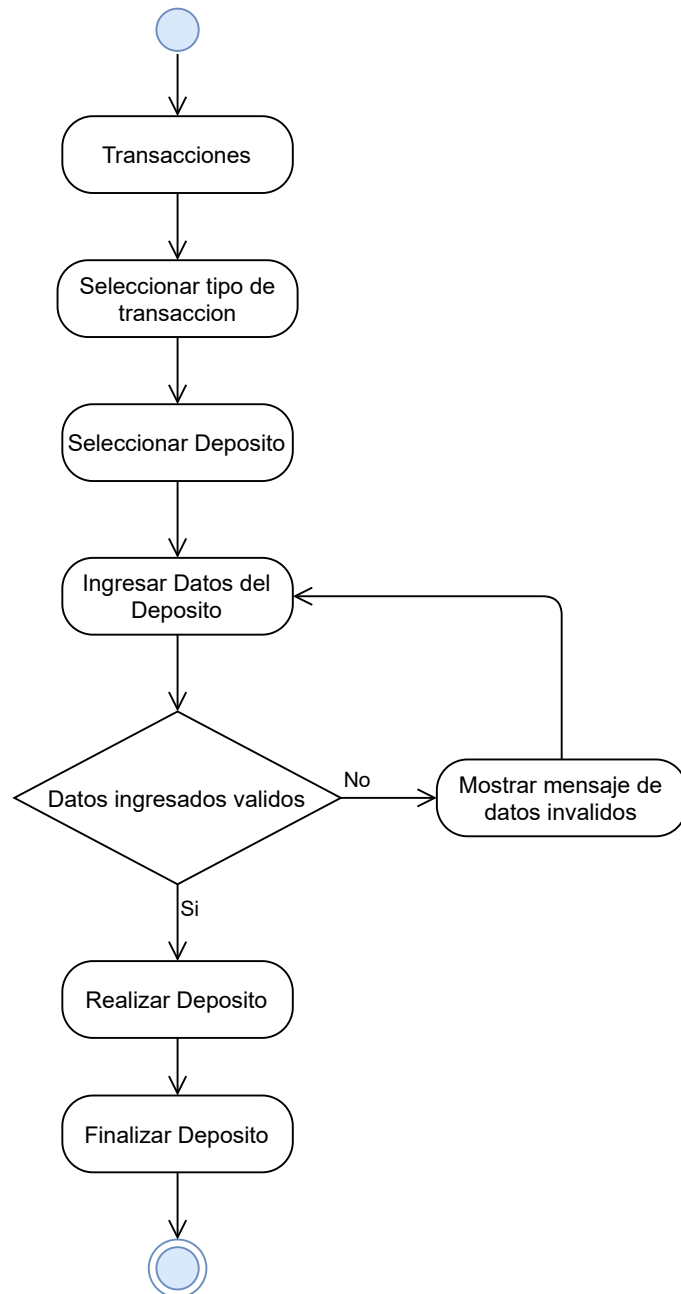 Transacciones
Seleccionar tipo de
transaccion
Seleccionar Deposito
Ingresar Datos del
Deposito
Datos ingresados validos
No
Mostrar mensaje de
datos invalidos
Si
Realizar Deposito
Finalizar Deposito